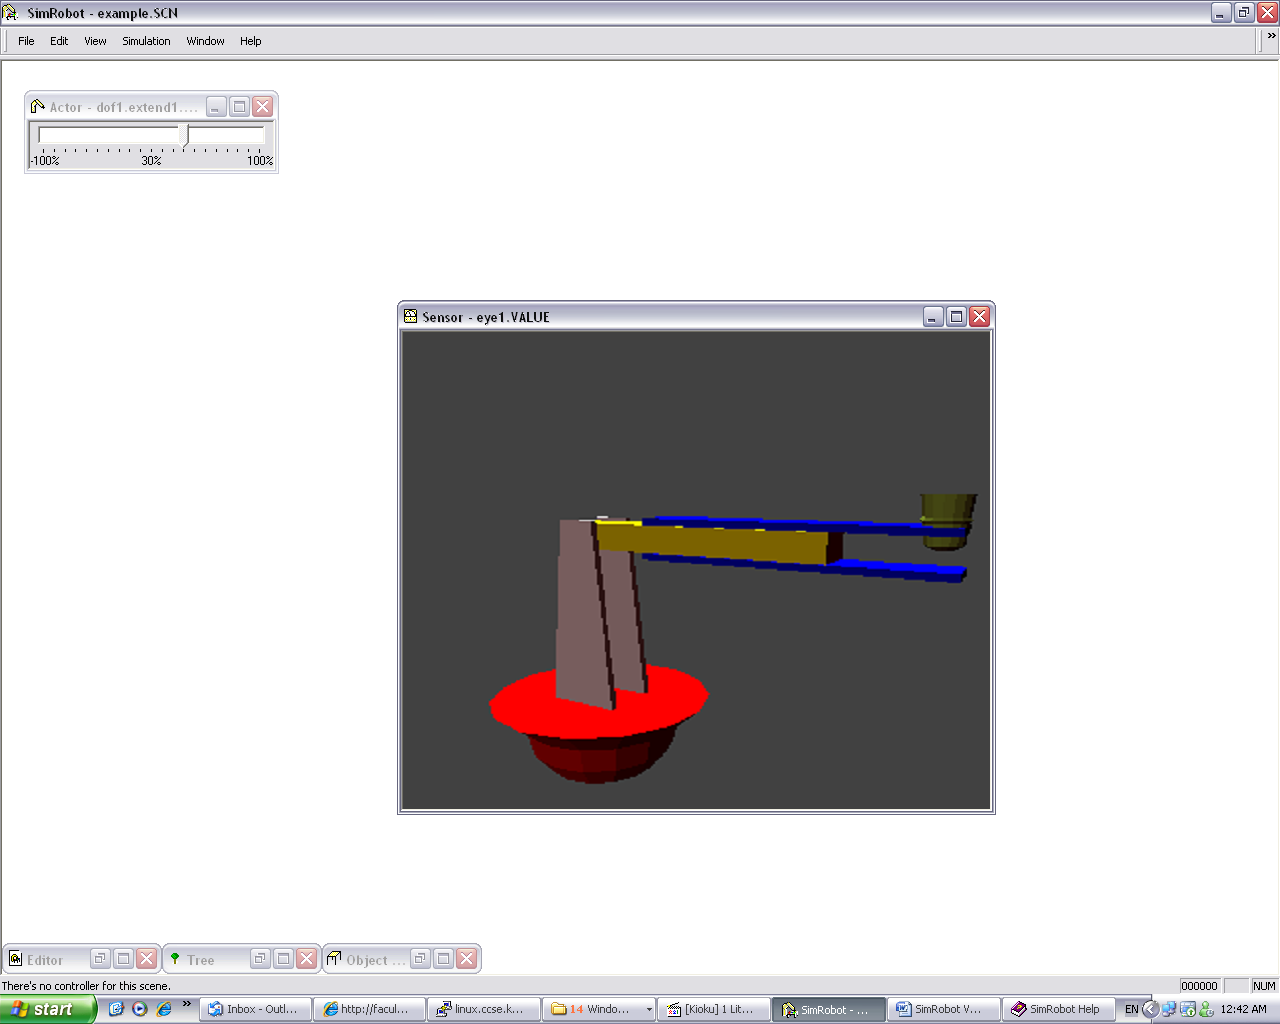 SimRobot - example.SCN
File Edit View Simulation Window Help »
Actor - dof1.extend1....
-100% 30% 100%
Sensor - eye1.VALUE
Editor Tree Object ...
There's no controller for this scene. 000000 NUM
start » Inbox - Outl... http://facul... linux.ccse.k... 14 Windo... [Kioku] 1 Lit... SimRobot - ... SimRobot V... SimRobot Help EN 12:42 AM